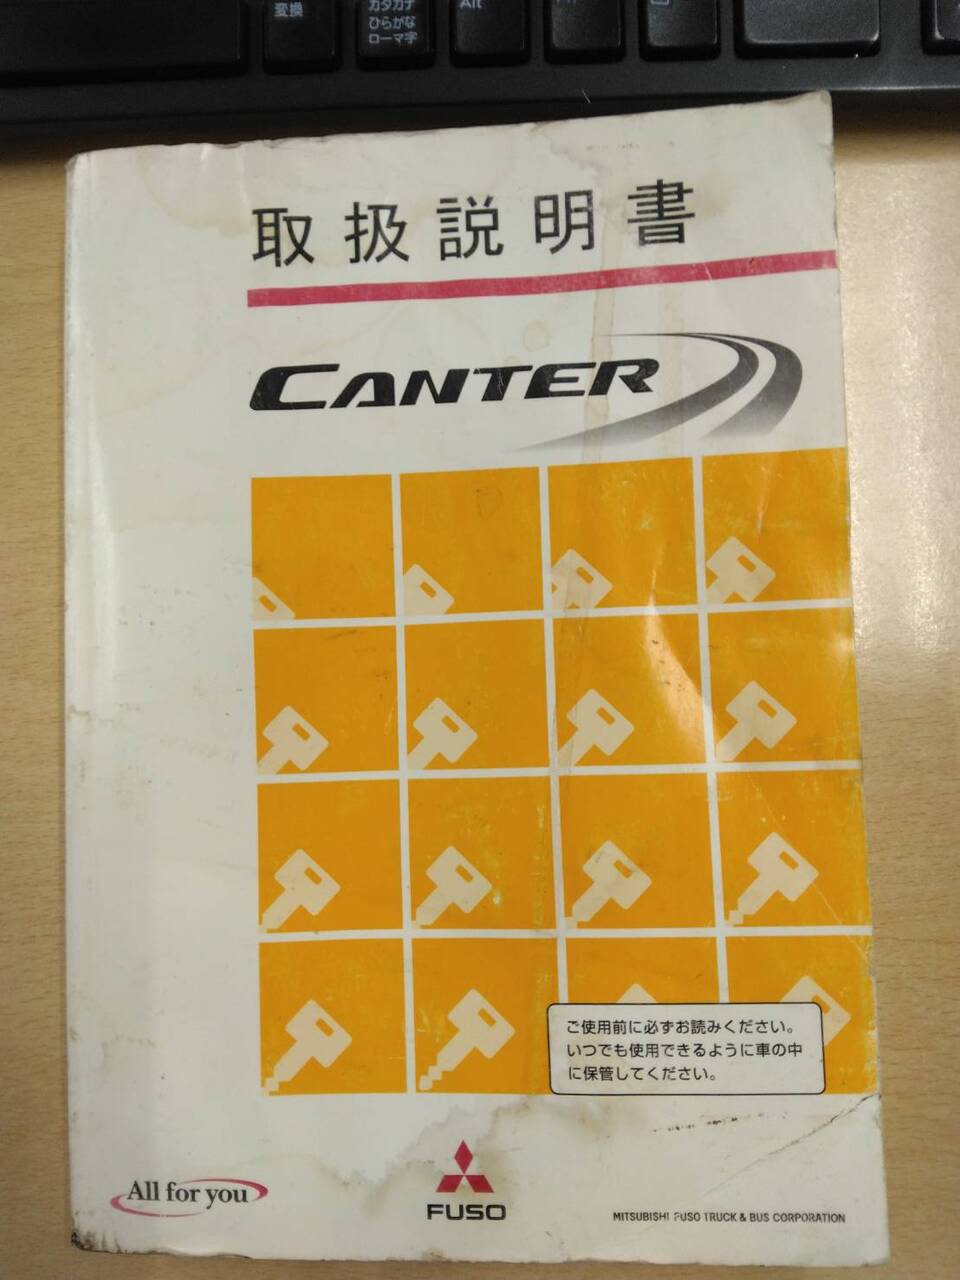 変換
カタカナ
ひらがな
ローマ字
Alt
取扱説明書
CANTER
ご使用前に必ずお読みください。
いつでも使用できるように車の中
に保管してください。
All for you
FUSO
MITSUBISHI FUSO TRUCK & BUS CORPORATION